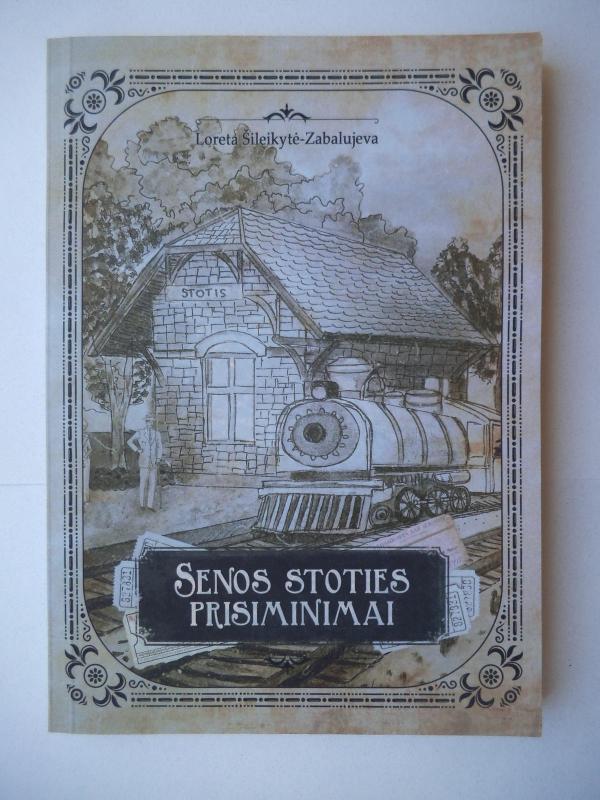 Loreta Šileikytė-Zabalujeva
STOTIS
SENOS STOTIES
PRISIMINIMAI